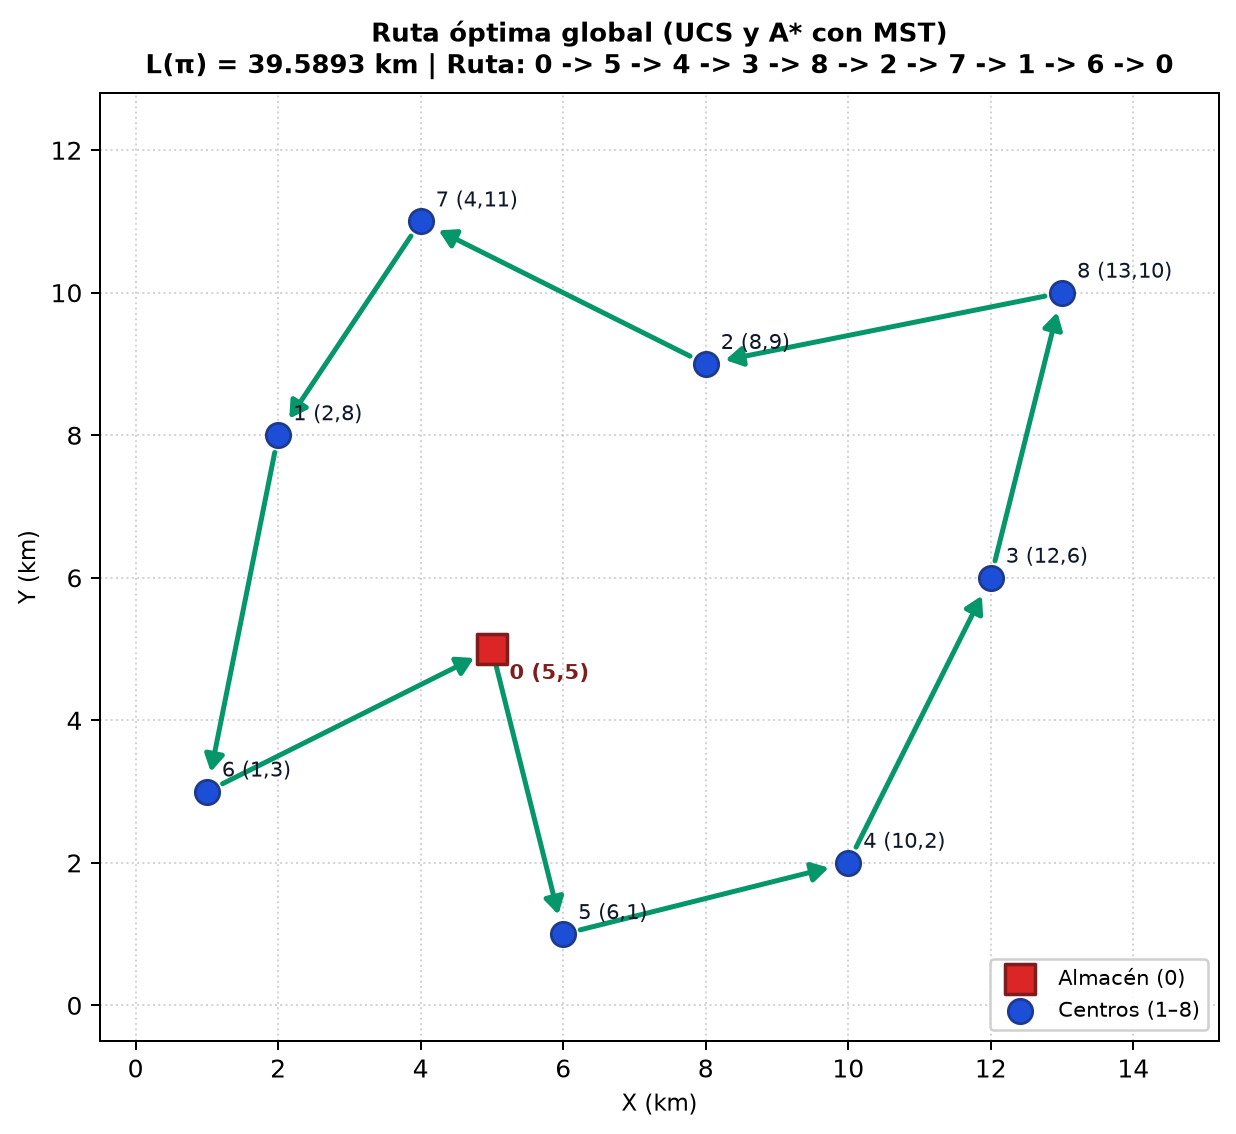 Ruta óptima global (UCS y A* con MST)
L(π) = 39.5893 km | Ruta: 0 -> 5 -> 4 -> 3 -> 8 -> 2 -> 7 -> 1 -> 6 -> 0
12
10
8
6
4
2
0
Y (km)
7 (4,11)
8 (13,10)
2 (8,9)
1 (2,8)
3 (12,6)
0 (5,5)
6 (1,3)
4 (10,2)
5 (6,1)
Almacén (0)
Centros (1–8)
0 2 4 6 8 10 12 14
X (km)